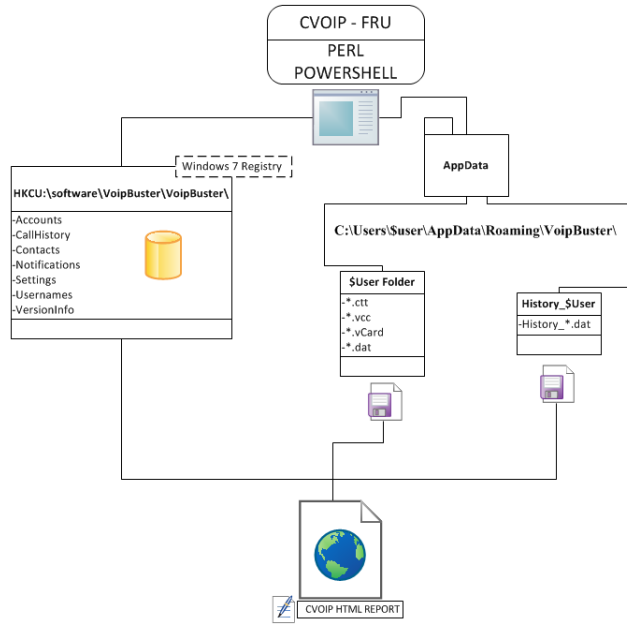 CVOIP - FRU
PERL
POWERSHELL
Windows 7 Registry
HKCU:\software\VoipBuster\VoipBuster\
-Accounts
-CallHistory
-Contacts
-Notifications
-Settings
-Usernames
-VersionInfo
AppData
C:\Users\$user\AppData\Roaming\VoipBuster\
$User Folder
-*.ctt
-*.vcc
-*.vCard
-*.dat
History_$User
-History_*.dat
CVOIP HTML REPORT